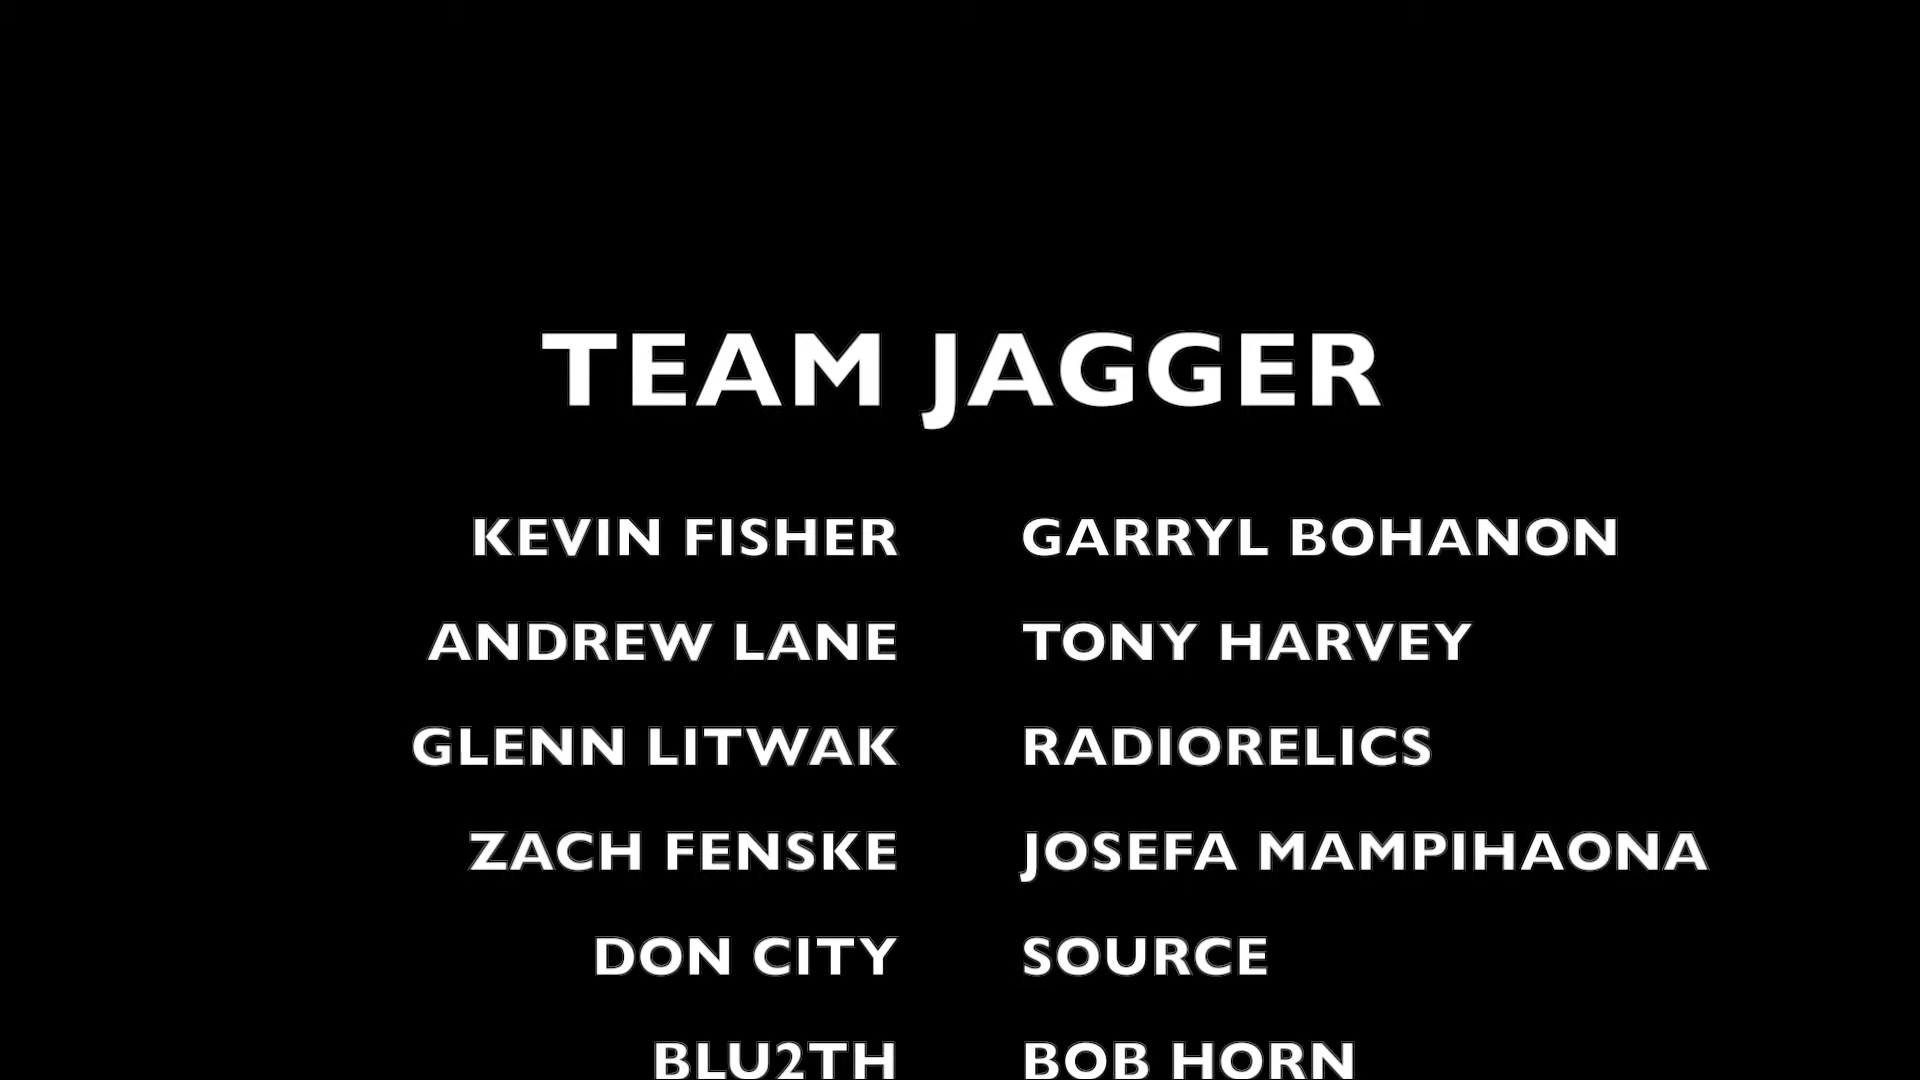 TEAM JAGGER
KEVIN FISHER GARRYL BOHANON
ANDREW LANE TONY HARVEY
GLENN LITWAK RADIORELICS
ZACH FENSKE JOSEFA MAMPIHAONA
DON CITY SOURCE
BLU2TH BOB HORN